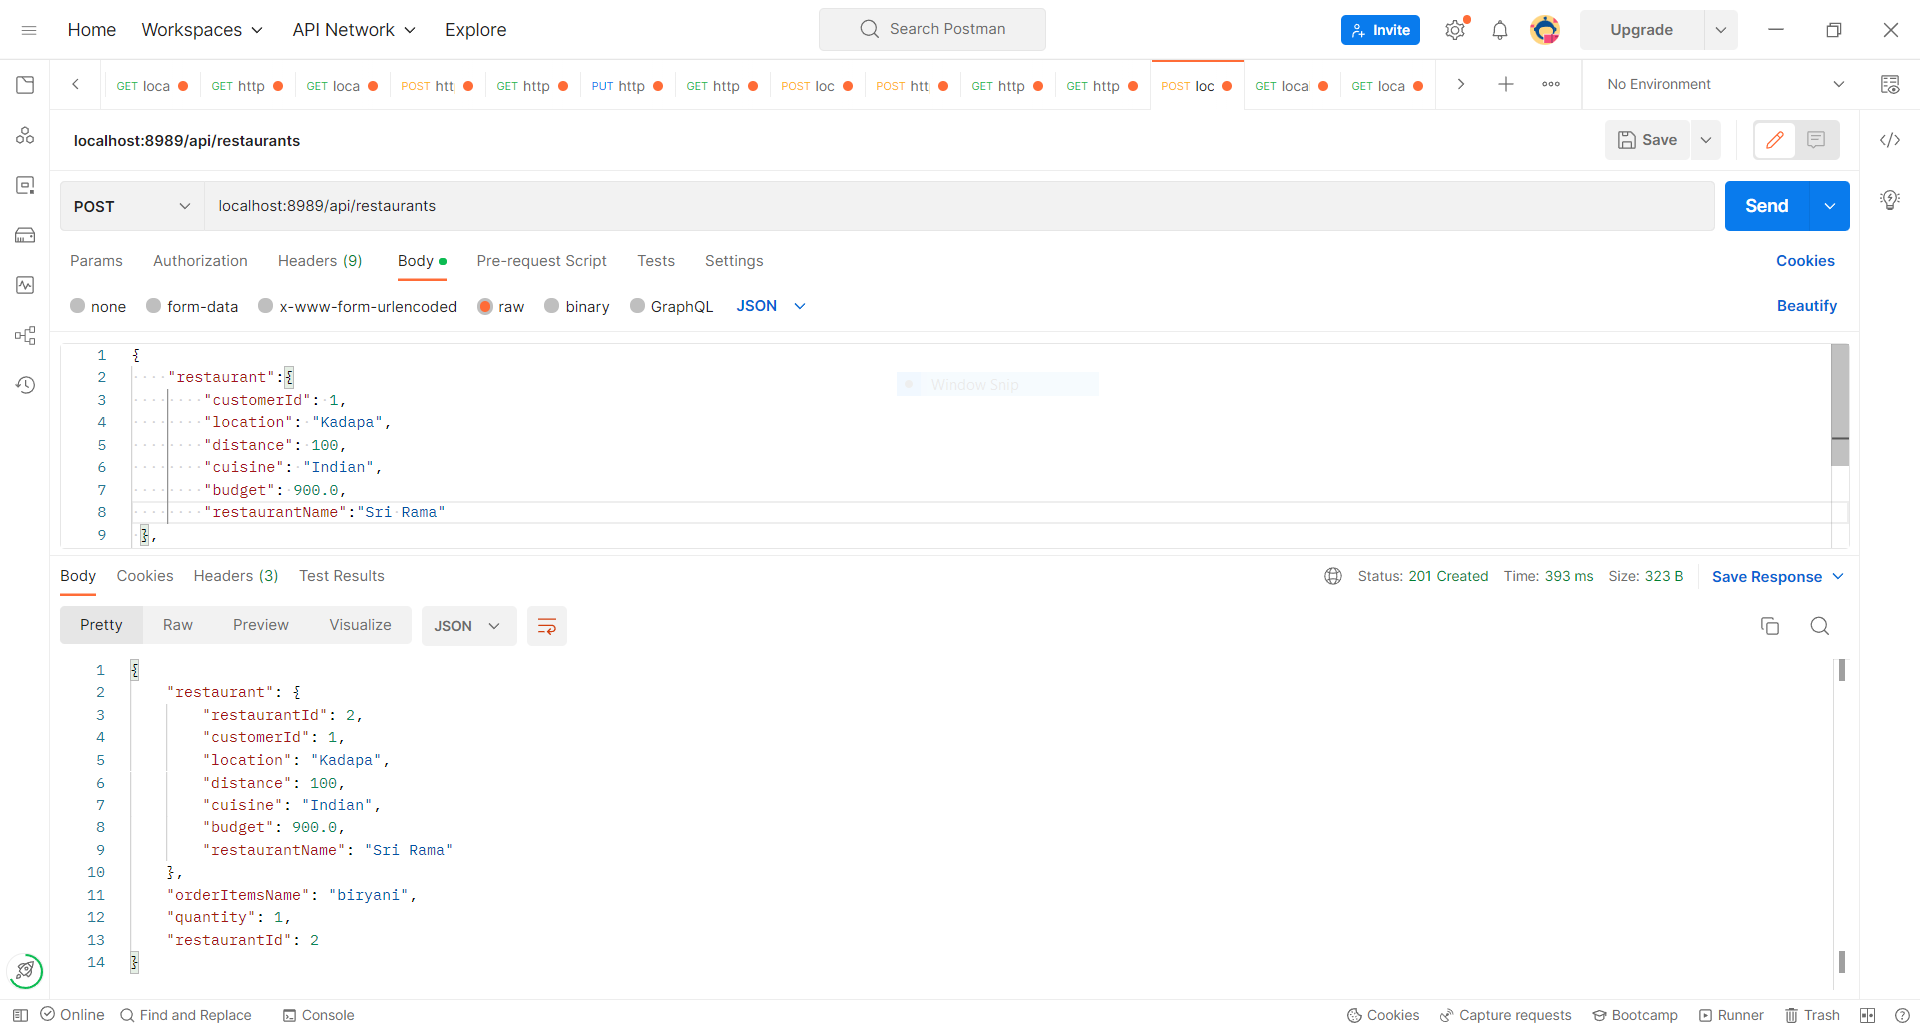 Home Workspaces API Network Explore Search Postman Invite Upgrade
GET loca GET http GET loca POST htt GET http PUT http GET http POST loc POST htt GET http GET http POST loc GET loca GET loca No Environment
localhost:8989/api/restaurants Save
POST localhost:8989/api/restaurants Send
Params Authorization Headers (9) Body Pre-request Script Tests Settings Cookies
none form-data x-www-form-urlencoded raw binary GraphQL JSON Beautify
1 {
2 "restaurant":{
3 "customerId": 1,
4 "location": "Kadapa",
5 "distance": 100,
6 "cuisine": "Indian",
7 "budget": 900.0,
8 "restaurantName":"Sri Rama"
9 },
Window Snip
Body Cookies Headers (3) Test Results Status: 201 Created Time: 393 ms Size: 323 B Save Response
Pretty Raw Preview Visualize JSON
1 {
2 "restaurant": {
3 "restaurantId": 2,
4 "customerId": 1,
5 "location": "Kadapa",
6 "distance": 100,
7 "cuisine": "Indian",
8 "budget": 900.0,
9 "restaurantName": "Sri Rama"
10 },
11 "orderItemsName": "biryani",
12 "quantity": 1,
13 "restaurantId": 2
14 }
Online Find and Replace Console Cookies Capture requests Bootcamp Runner Trash